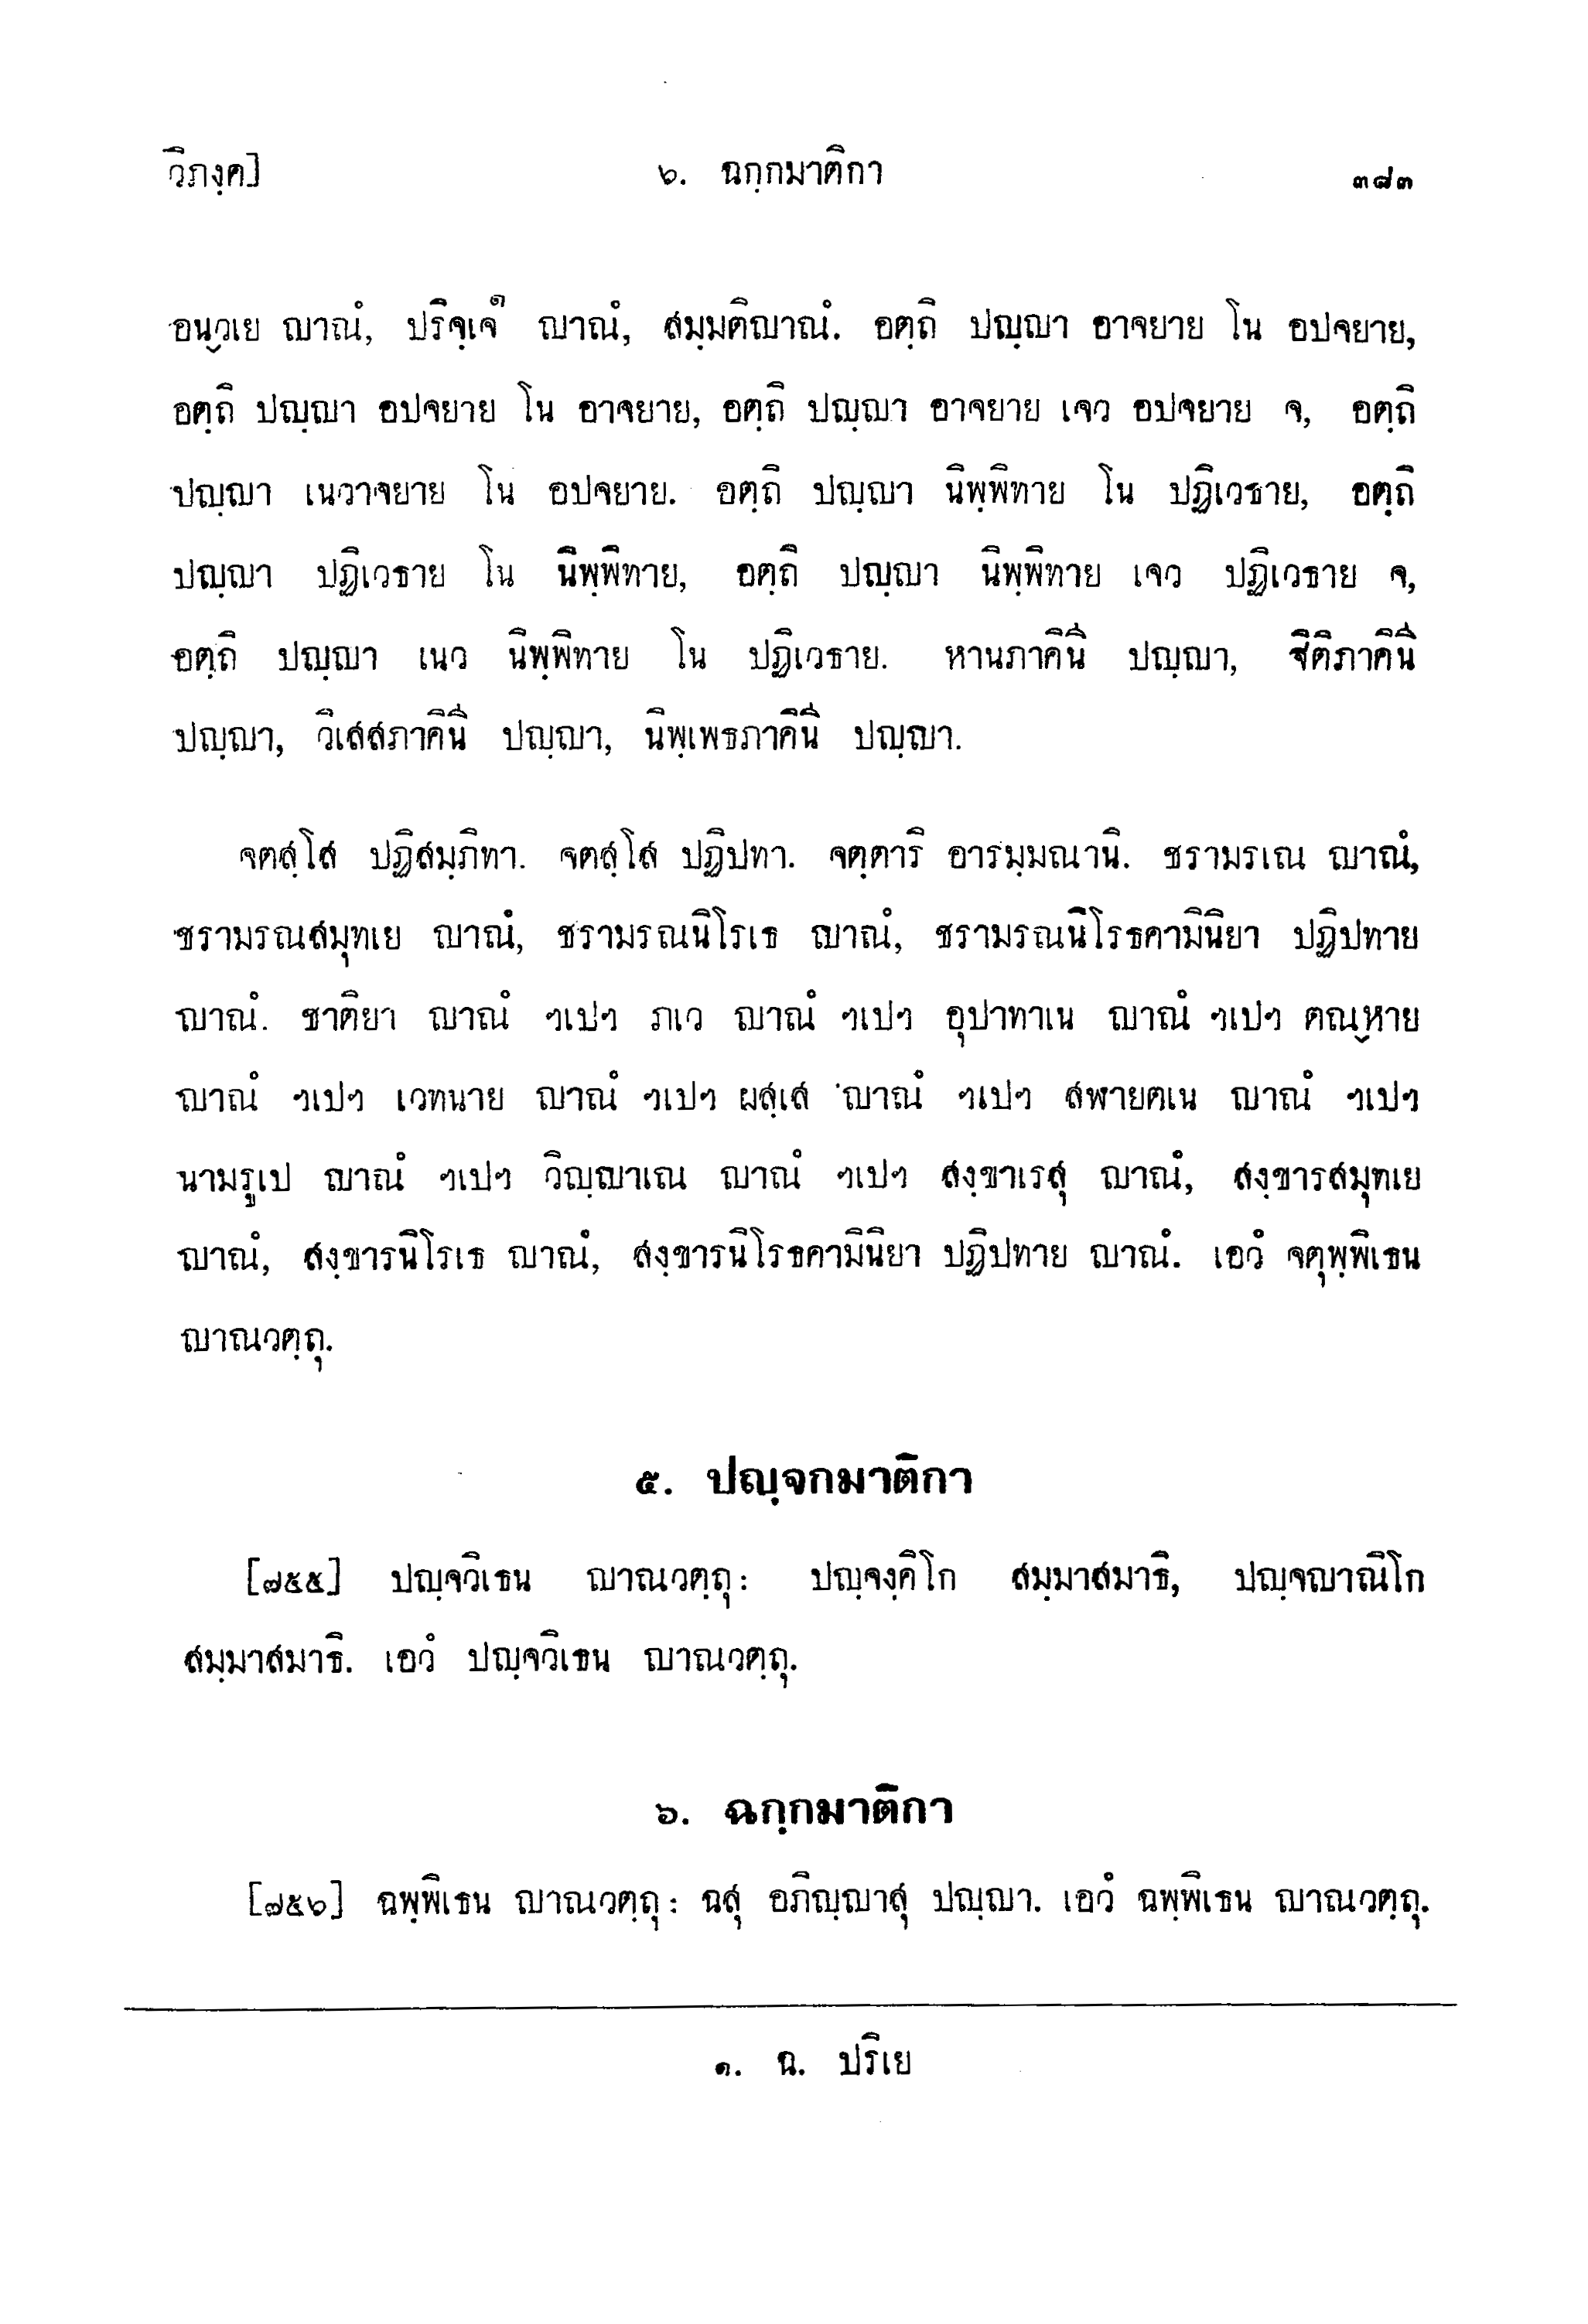 วิภงฺค]
๖. ฉกฺกมาติกา
๓๘๓
อนฺวเย ญาณํ, ปริจฺเจ๑ ญาณํ, สมฺมติญาณํ. อตฺถิ ปญฺญา อาจยาย โน อปจยาย,
อตฺถิ ปญฺญา อปจยาย โน อาจยาย, อตฺถิ ปญฺญา อาจยาย เจว อปจยาย จ, อตฺถิ
ปญฺญา เนวาจยาย โน อปจยาย. อตฺถิ ปญฺญา นิพฺพิทาย โน ปฏิเวธาย, อตฺถิ
ปญฺญา ปฏิเวธาย โน นิพฺพิทาย, อตฺถิ ปญฺญา นิพฺพิทาย เจว ปฏิเวธาย จ,
อตฺถิ ปญฺญา เนว นิพฺพิทาย โน ปฏิเวธาย. หานภาคินี ปญฺญา, ฐิติภาคินี
ปญฺญา, วิเสสภาคินี ปญฺญา, นิพฺเพธภาคินี ปญฺญา.
จตสฺโส ปฏิสมฺภิทา. จตสฺโส ปฏิปทา. จตฺตาริ อารมฺมณานิ. ชรามรเณ ญาณํ,
ชรามรณสมุทเย ญาณํ, ชรามรณนิโรเธ ญาณํ, ชรามรณนิโรธคามินิยา ปฏิปทาย
ญาณํ. ชาติยา ญาณํ ฯเปฯ ภเว ญาณํ ฯเปฯ อุปาทาเน ญาณํ ฯเปฯ ตณฺหาย
ญาณํ ฯเปฯ เวทนาย ญาณํ ฯเปฯ ผสฺเส ญาณํ ฯเปฯ สฬายตเน ญาณํ ฯเปฯ
นามรูเป ญาณํ ฯเปฯ วิญฺญาเณ ญาณํ ฯเปฯ สงฺขาเรสุ ญาณํ, สงฺขารสมุทเย
ญาณํ, สงฺขารนิโรเธ ญาณํ, สงฺขารนิโรธคามินิยา ปฏิปทาย ญาณํ. เอวํ จตุพฺพิเธน
ญาณวตฺถุ.
๕. ปญฺจกมาติกา
[๗๕๕] ปญฺจวิเธน ญาณวตฺถุ: ปญฺจงฺคิโก สมฺมาสมาธิ, ปญฺจญาณิโก
สมฺมาสมาธิ. เอวํ ปญฺจวิเธน ญาณวตฺถุ.
๖. ฉกฺกมาติกา
[๗๕๖] ฉพฺพิเธน ญาณวตฺถุ: ฉสุ อภิญฺญาสุ ปญฺญา. เอวํ ฉพฺพิเธน ญาณวตฺถุ.
๑. ฉ. ปริเย